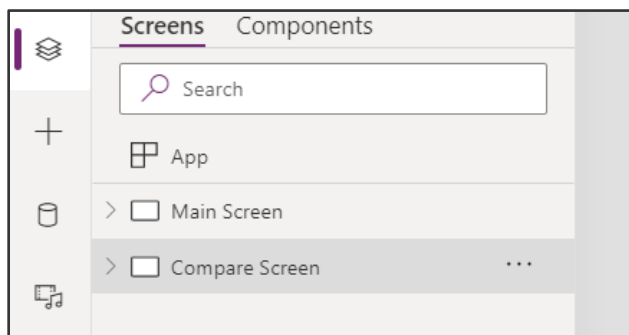 Screens Components
Search
App
Main Screen
Compare Screen